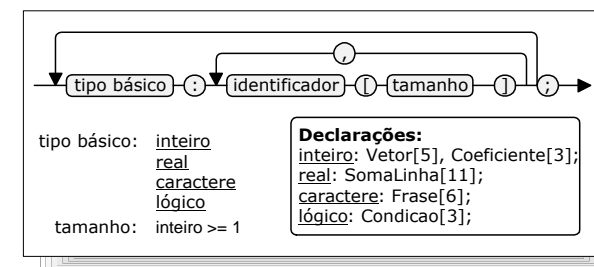 ,
tipo básico : identificador [ tamanho ] ;
tipo básico: inteiro
real
caractere
lógico
tamanho: inteiro >= 1
Declarações:
inteiro: Vetor[5], Coeficiente[3];
real: SomaLinha[11];
caractere: Frase[6];
lógico: Condicao[3];